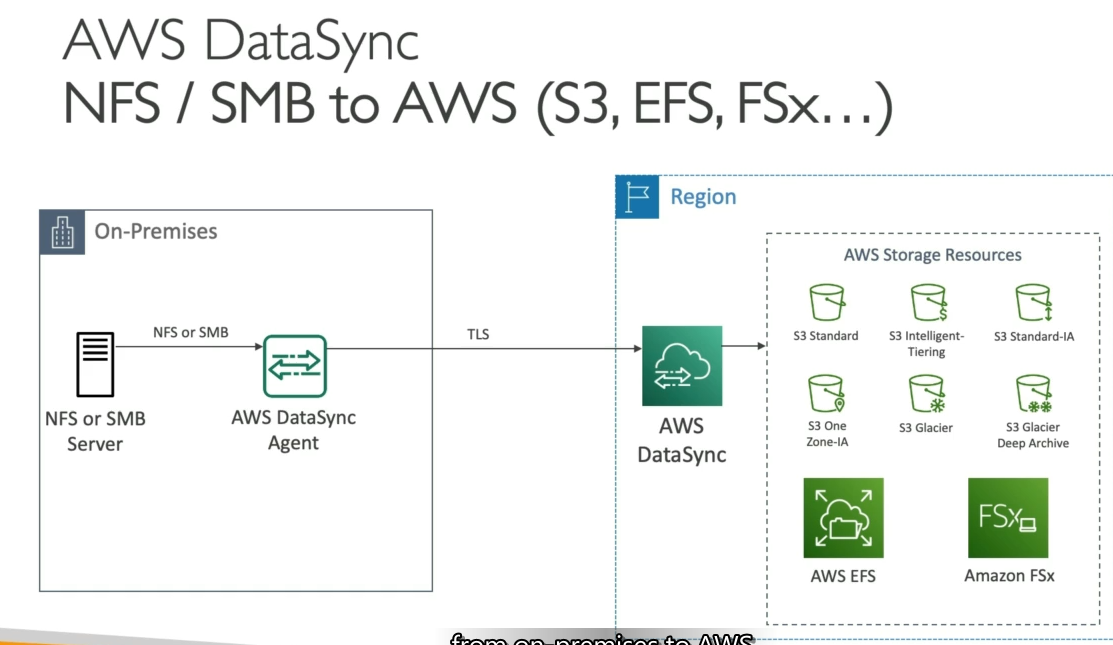 AWS DataSync
NFS / SMB to AWS (S3, EFS, FSx...)
On-Premises
NFS or SMB
NFS or SMB
Server
AWS DataSync
Agent
TLS
Region
AWS
DataSync
AWS Storage Resources
S3 Standard
S3 Intelligent-
Tiering
S3 Standard-IA
S3 One
Zone-IA
S3 Glacier
S3 Glacier
Deep Archive
AWS EFS
FSx
Amazon FSx
from on-premises to AWS